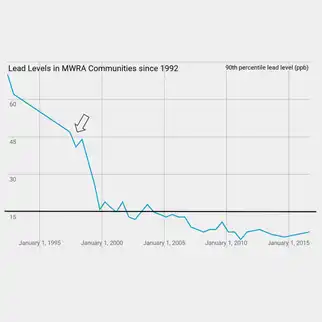 Lead Levels in MWRA Communities since 1992
90th percentile lead level (ppb)
60
45
30
15
January 1, 1995
January 1, 2000
January 1, 2005
January 1, 2010
January 1, 2015